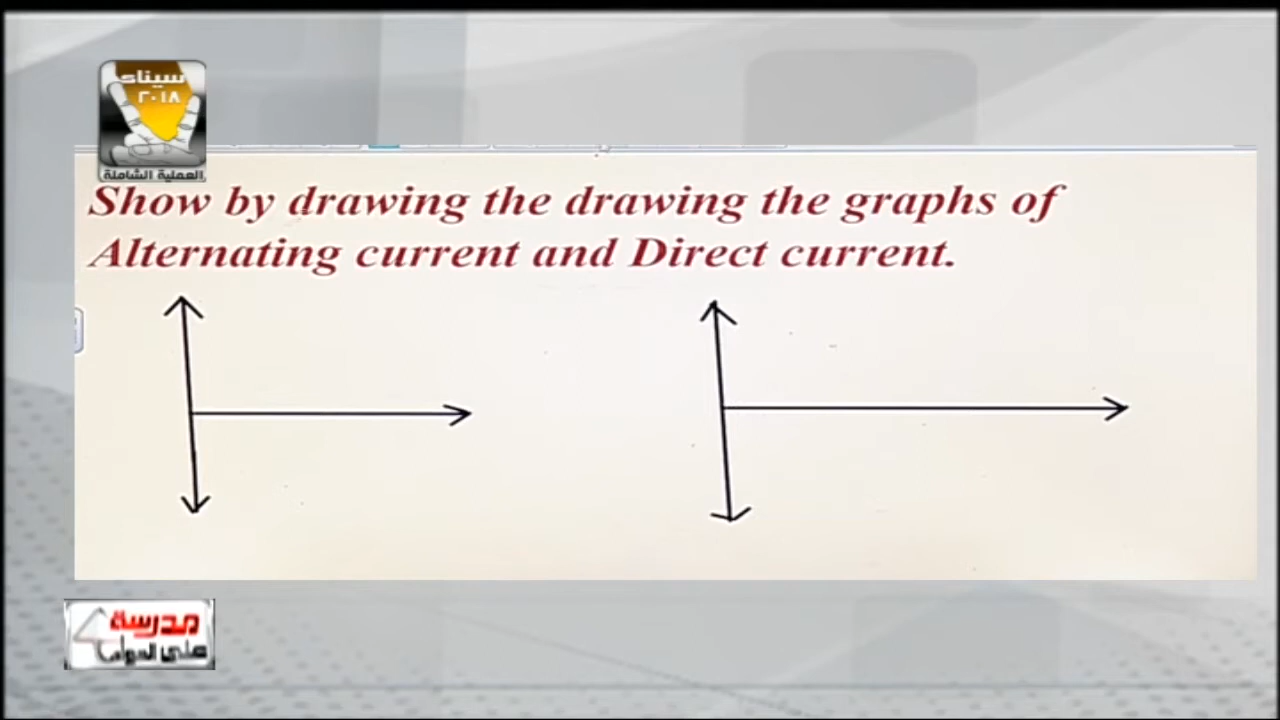 سيناء
٢٠١٨
العملية الشاملة
Show by drawing the drawing the graphs of
Alternating current and Direct current.
مدرسة
على الهواء